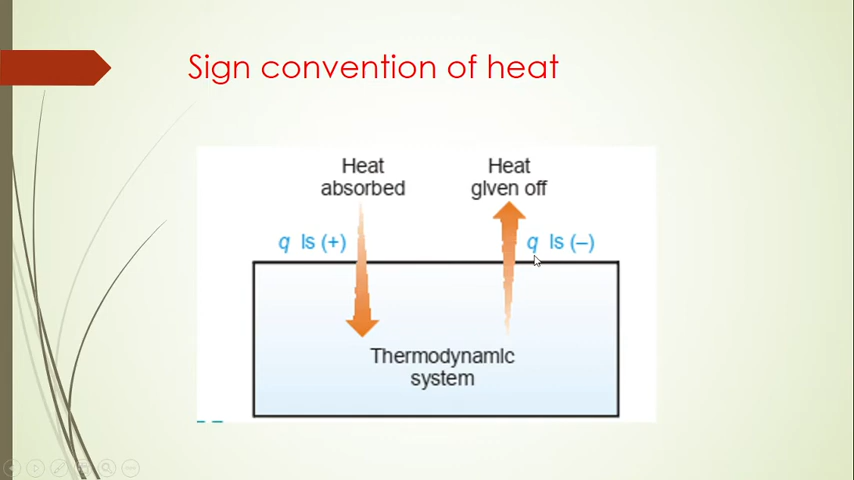 Sign convention of heat
Heat
absorbed
Heat
given off
q is (+)
q is (–)
Thermodynamic
system